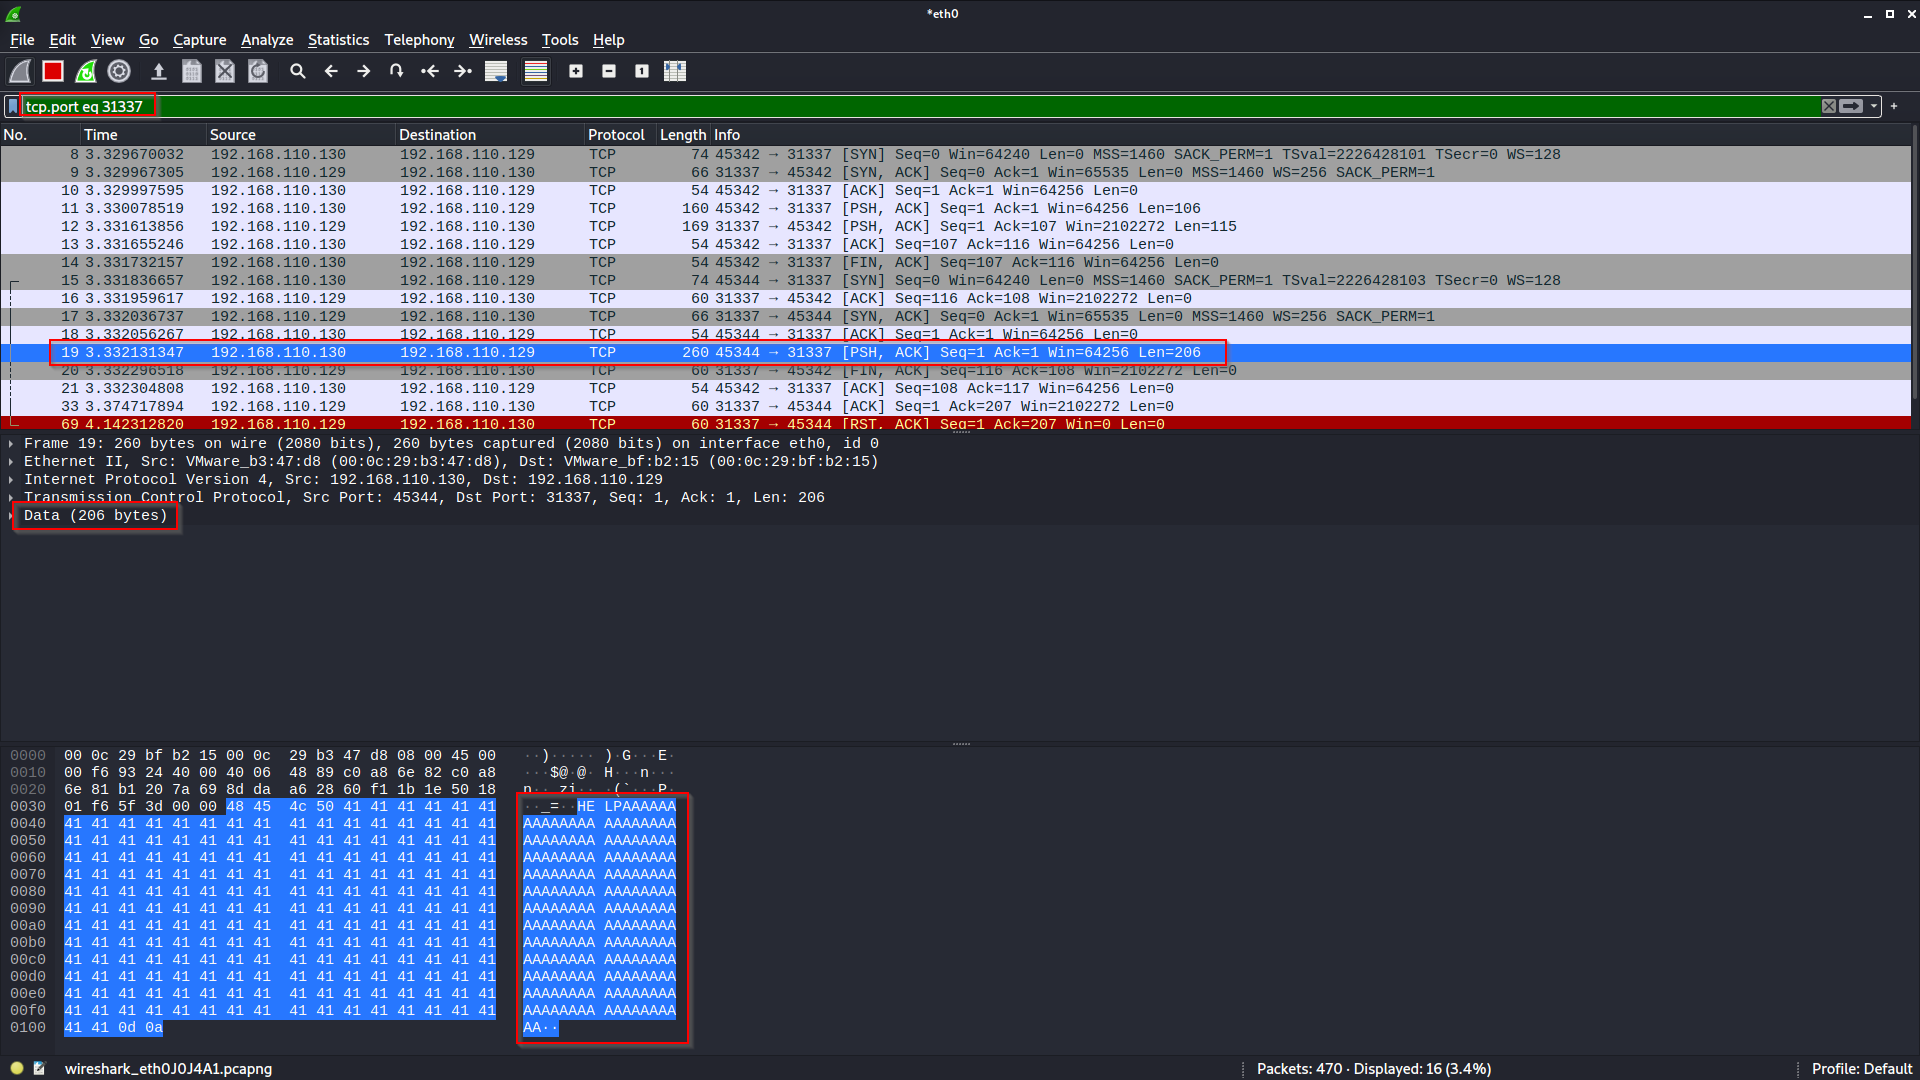 *eth0
File Edit View Go Capture Analyze Statistics Telephony Wireless Tools Help
tcp.port eq 31337
No. Time Source Destination Protocol Length Info
8 3.329670032 192.168.110.130 192.168.110.129 TCP 74 45342 → 31337 [SYN] Seq=0 Win=64240 Len=0 MSS=1460 SACK_PERM=1 TSval=2226428101 TSecr=0 WS=128
9 3.329967305 192.168.110.129 192.168.110.130 TCP 66 31337 → 45342 [SYN, ACK] Seq=0 Ack=1 Win=65535 Len=0 MSS=1460 WS=256 SACK_PERM=1
10 3.329997595 192.168.110.130 192.168.110.129 TCP 54 45342 → 31337 [ACK] Seq=1 Ack=1 Win=64256 Len=0
11 3.330078519 192.168.110.130 192.168.110.129 TCP 160 45342 → 31337 [PSH, ACK] Seq=1 Ack=1 Win=64256 Len=106
12 3.331613856 192.168.110.129 192.168.110.130 TCP 169 31337 → 45342 [PSH, ACK] Seq=1 Ack=107 Win=2102272 Len=115
13 3.331655246 192.168.110.130 192.168.110.129 TCP 54 45342 → 31337 [ACK] Seq=107 Ack=116 Win=64256 Len=0
14 3.331732157 192.168.110.130 192.168.110.129 TCP 54 45342 → 31337 [FIN, ACK] Seq=107 Ack=116 Win=64256 Len=0
15 3.331836657 192.168.110.130 192.168.110.129 TCP 74 45344 → 31337 [SYN] Seq=0 Win=64240 Len=0 MSS=1460 SACK_PERM=1 TSval=2226428103 TSecr=0 WS=128
16 3.331959617 192.168.110.129 192.168.110.130 TCP 60 31337 → 45342 [ACK] Seq=116 Ack=108 Win=2102272 Len=0
17 3.332036737 192.168.110.129 192.168.110.130 TCP 66 31337 → 45344 [SYN, ACK] Seq=0 Ack=1 Win=65535 Len=0 MSS=1460 WS=256 SACK_PERM=1
18 3.332056267 192.168.110.130 192.168.110.129 TCP 54 45344 → 31337 [ACK] Seq=1 Ack=1 Win=64256 Len=0
19 3.332131347 192.168.110.130 192.168.110.129 TCP 260 45344 → 31337 [PSH, ACK] Seq=1 Ack=1 Win=64256 Len=206
20 3.332296518 192.168.110.129 192.168.110.130 TCP 60 31337 → 45342 [FIN, ACK] Seq=116 Ack=108 Win=2102272 Len=0
21 3.332304808 192.168.110.130 192.168.110.129 TCP 54 45342 → 31337 [ACK] Seq=108 Ack=117 Win=64256 Len=0
33 3.374717894 192.168.110.129 192.168.110.130 TCP 60 31337 → 45344 [ACK] Seq=1 Ack=207 Win=2102272 Len=0
69 4.142312820 192.168.110.129 192.168.110.130 TCP 60 31337 → 45344 [RST, ACK] Seq=1 Ack=207 Win=0 Len=0
Frame 19: 260 bytes on wire (2080 bits), 260 bytes captured (2080 bits) on interface eth0, id 0
Ethernet II, Src: VMware_b3:47:d8 (00:0c:29:b3:47:d8), Dst: VMware_bf:b2:15 (00:0c:29:bf:b2:15)
Internet Protocol Version 4, Src: 192.168.110.130, Dst: 192.168.110.129
Transmission Control Protocol, Src Port: 45344, Dst Port: 31337, Seq: 1, Ack: 1, Len: 206
Data (206 bytes)
0000 00 0c 29 bf b2 15 00 0c 29 b3 47 d8 08 00 45 00 ··)····· )·G···E·
0010 00 f6 93 24 40 00 40 06 48 89 c0 a8 6e 82 c0 a8 ···$@·@· H···n···
0020 6e 81 b1 20 7a 69 8d da a6 28 60 f1 1b 1e 50 18 n·· zi·· ·(`···P·
0030 01 f6 5f 3d 00 00 48 45 4c 50 41 41 41 41 41 41 ··_=··HE LPAAAAAA
0040 41 41 41 41 41 41 41 41 41 41 41 41 41 41 41 41 AAAAAAAA AAAAAAAA
0050 41 41 41 41 41 41 41 41 41 41 41 41 41 41 41 41 AAAAAAAA AAAAAAAA
0060 41 41 41 41 41 41 41 41 41 41 41 41 41 41 41 41 AAAAAAAA AAAAAAAA
0070 41 41 41 41 41 41 41 41 41 41 41 41 41 41 41 41 AAAAAAAA AAAAAAAA
0080 41 41 41 41 41 41 41 41 41 41 41 41 41 41 41 41 AAAAAAAA AAAAAAAA
0090 41 41 41 41 41 41 41 41 41 41 41 41 41 41 41 41 AAAAAAAA AAAAAAAA
00a0 41 41 41 41 41 41 41 41 41 41 41 41 41 41 41 41 AAAAAAAA AAAAAAAA
00b0 41 41 41 41 41 41 41 41 41 41 41 41 41 41 41 41 AAAAAAAA AAAAAAAA
00c0 41 41 41 41 41 41 41 41 41 41 41 41 41 41 41 41 AAAAAAAA AAAAAAAA
00d0 41 41 41 41 41 41 41 41 41 41 41 41 41 41 41 41 AAAAAAAA AAAAAAAA
00e0 41 41 41 41 41 41 41 41 41 41 41 41 41 41 41 41 AAAAAAAA AAAAAAAA
00f0 41 41 41 41 41 41 41 41 41 41 41 41 41 41 41 41 AAAAAAAA AAAAAAAA
0100 41 41 0d 0a AA··
wireshark_eth0J0J4A1.pcapng Packets: 470 · Displayed: 16 (3.4%) Profile: Default